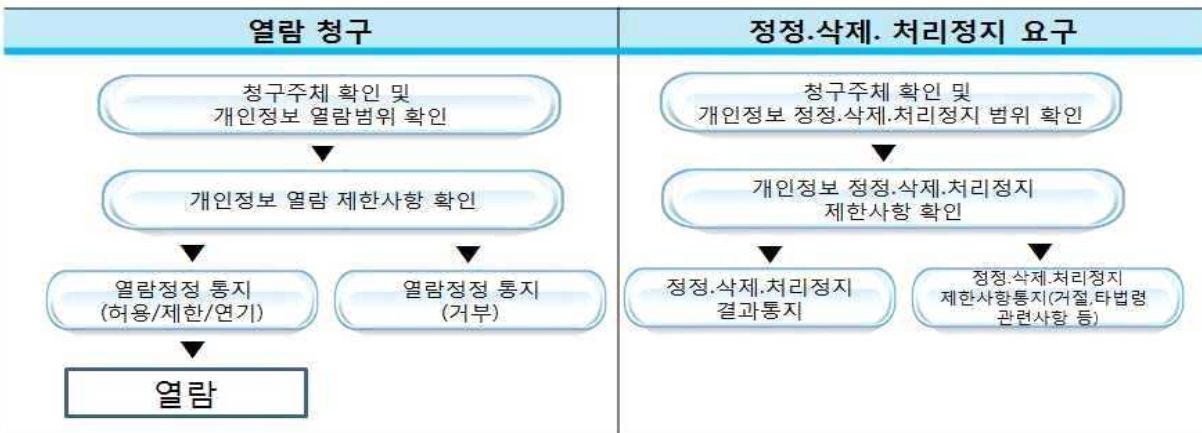 열람 청구
청구주체 확인 및
개인정보 열람범위 확인
개인정보 열람 제한사항 확인
열람정정 통지
(허용/제한/연기)
열람정정 통지
(거부)
열람
정정.삭제. 처리정지 요구
청구주체 확인 및
개인정보 정정.삭제.처리정지 범위 확인
개인정보 정정.삭제.처리정지
제한사항 확인
정정.삭제.처리정지
결과통지
정정.삭제.처리정지
제한사항통지(거절,타법령
관련사항 등)